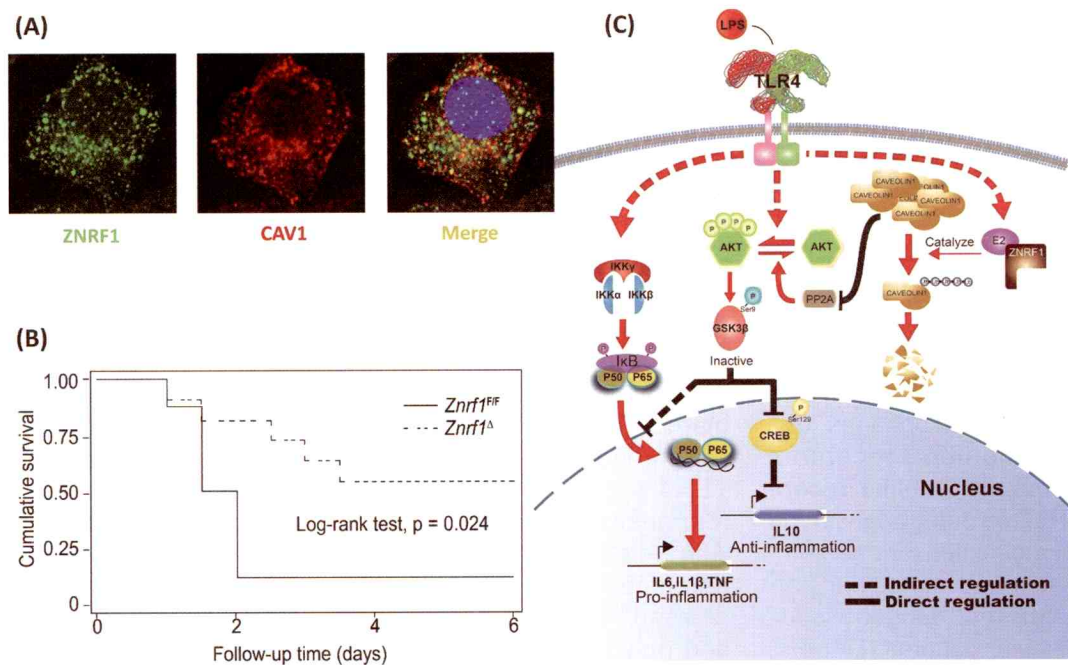 (A)
ZNRF1
CAV1
Merge
(B)
1.00
0.75
0.50
0.25
0
Cumulative survival
Znrf1F/F
Znrf1Δ
Log-rank test, p = 0.024
0
2
4
6
Follow-up time (days)
(C)
LPS
TLR4
CAVEOLIN1
CAVEOLIN1
CAVEOLIN1
CAVEOLIN1
P P P P
AKT
AKT
E2
ZNRF1
Catalyze
IKKγ
IKKα
IKKβ
P
Ser9
PP2A
CAVEOLIN1
GSK3β
Inactive
P
P
IκB
P50
P65
P
Ser129
CREB
P50
P65
Nucleus
IL10
Anti-inflammation
IL6,IL1β,TNF
Pro-inflammation
Indirect regulation
Direct regulation